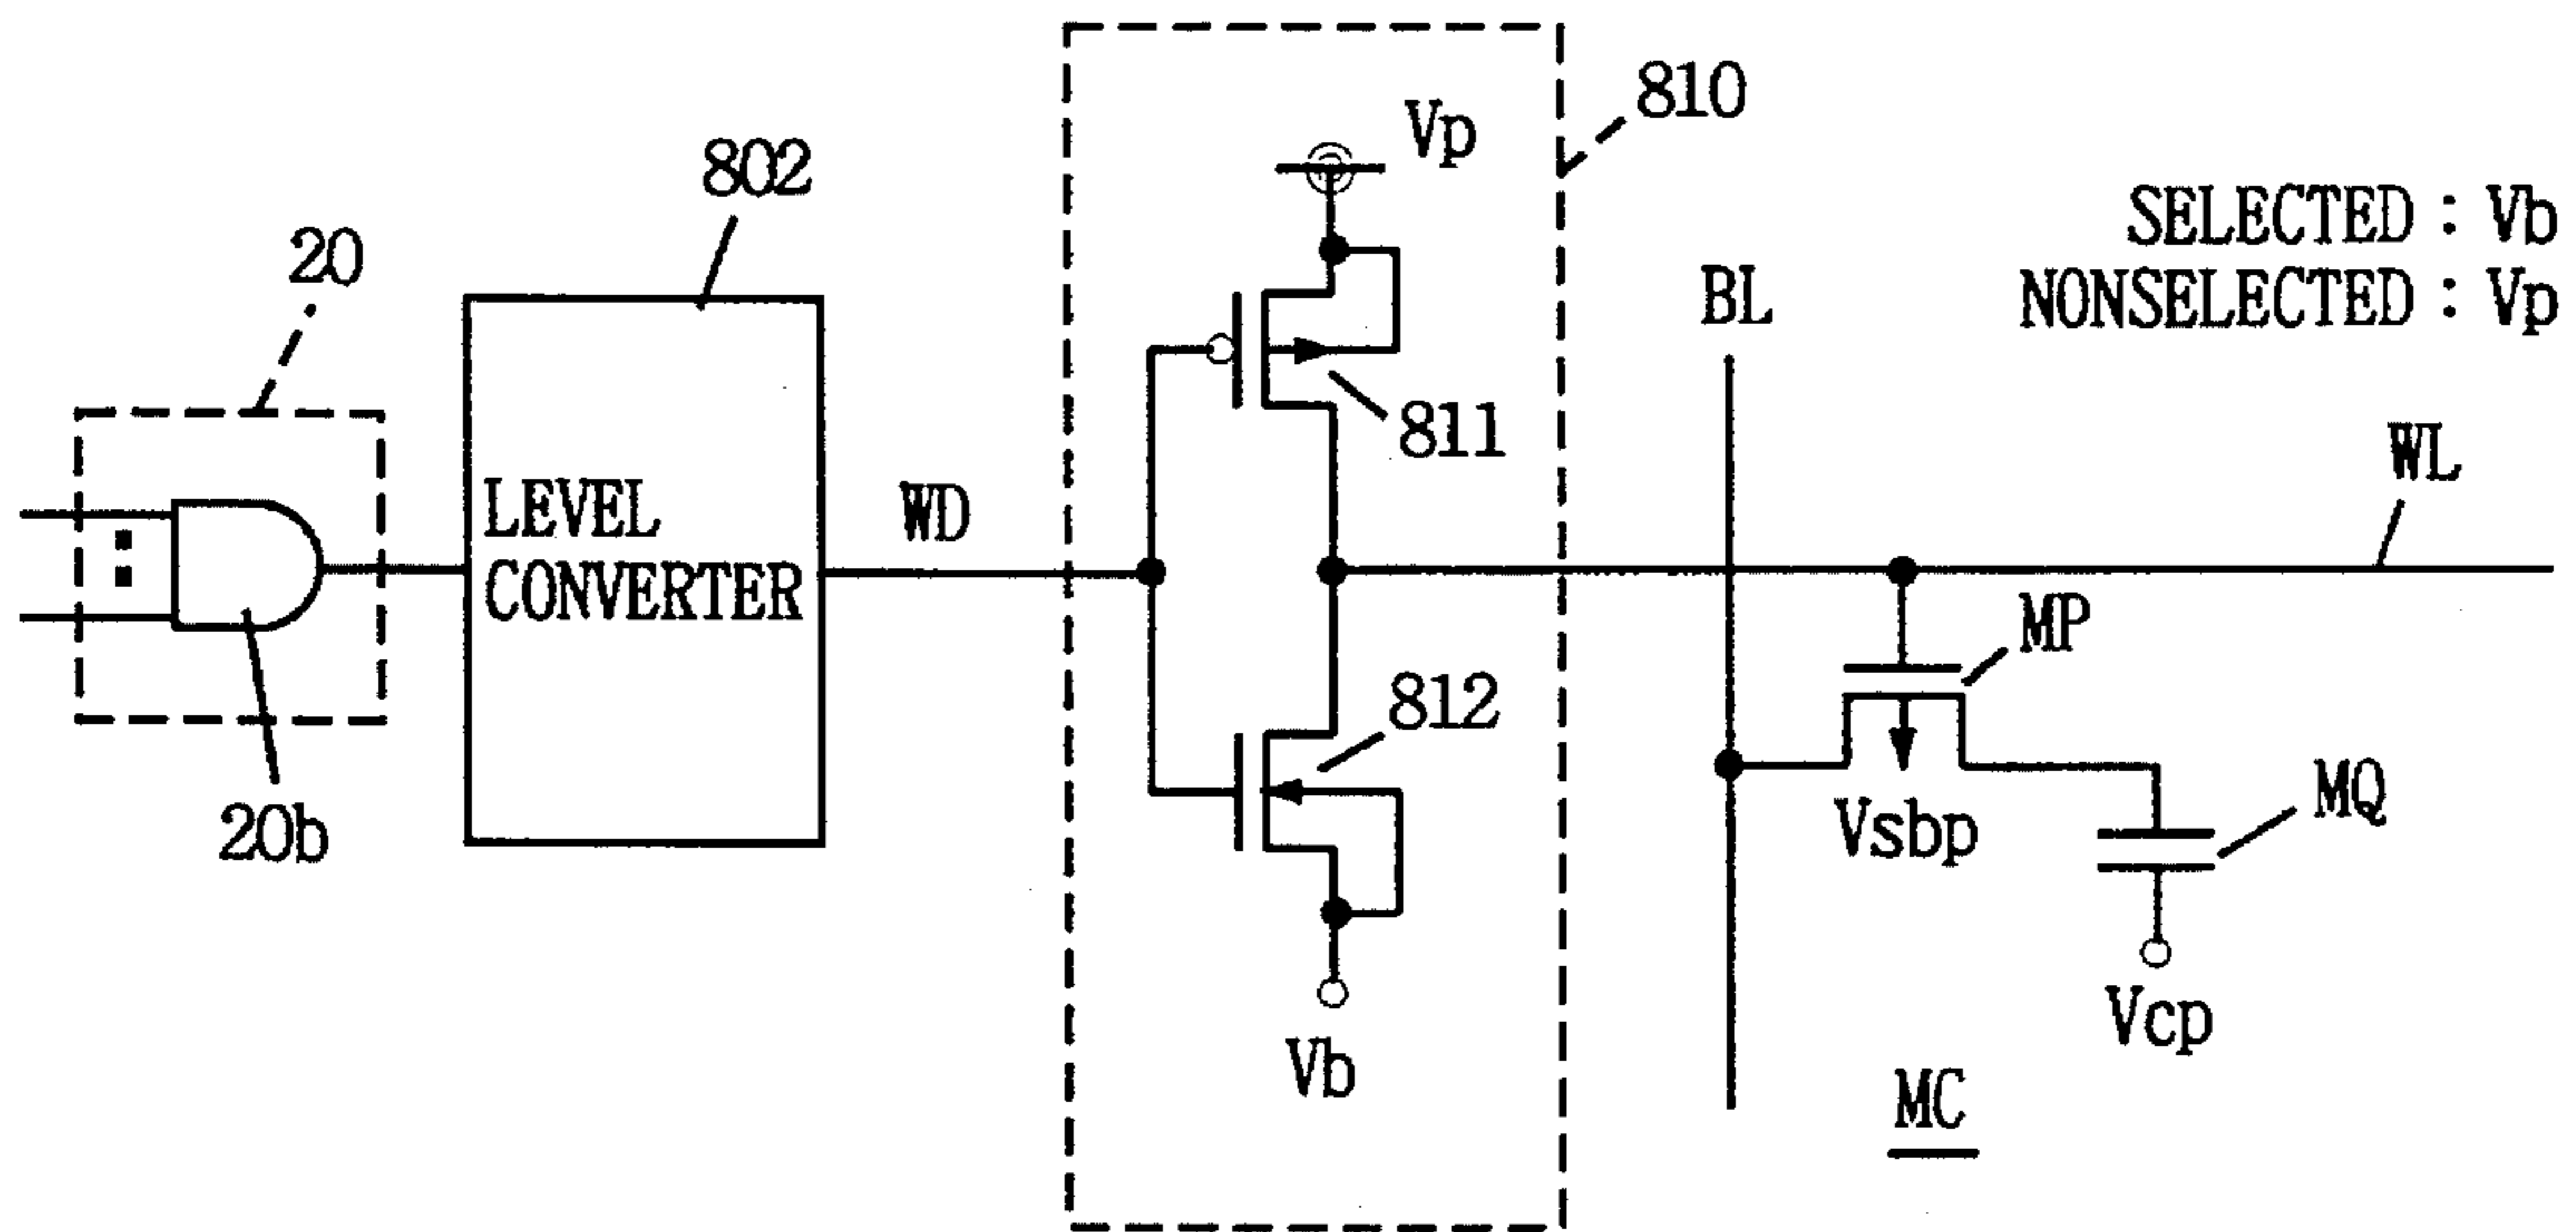 810
Vp
802
SELECTED : Vb
NONSELECTED : Vp
20
BL
811
WL
LEVEL
CONVERTER
WD
MP
812
MQ
20b
Vsbp
Vcp
Vb
MC